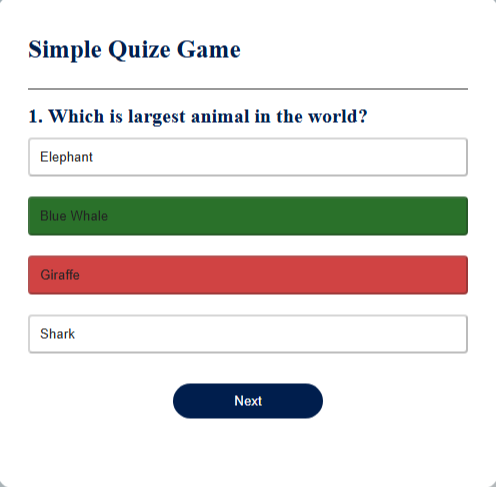 Simple Quize Game
1. Which is largest animal in the world?
Elephant
Blue Whale
Giraffe
Shark
Next